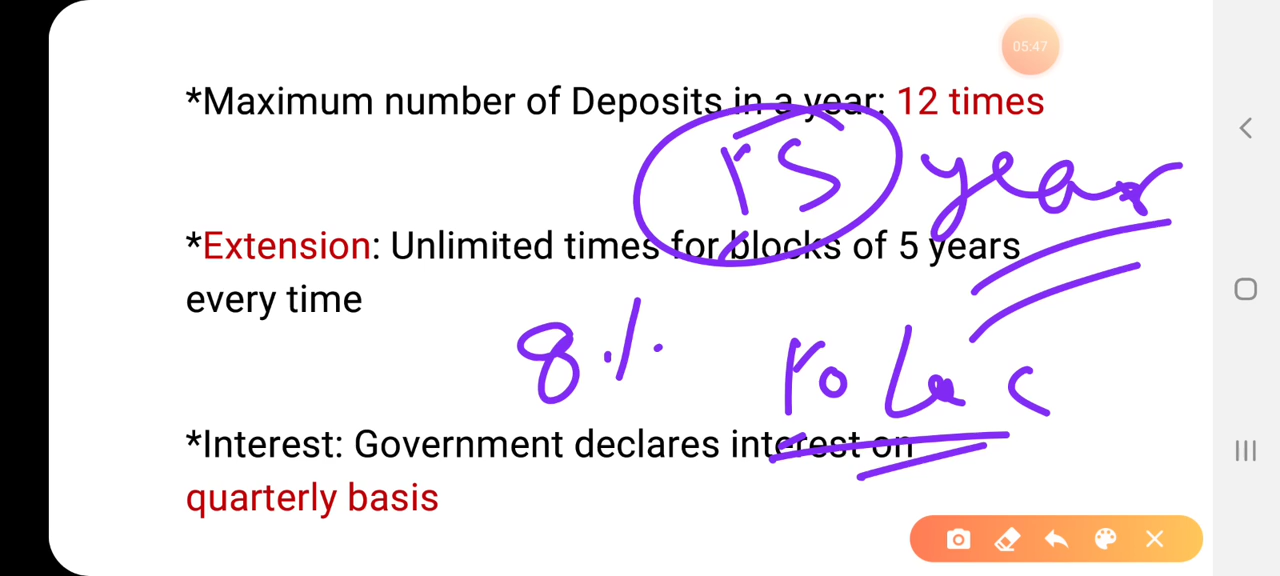 05:47
*Maximum number of Deposits in a year: 12 times
15 year
*Extension: Unlimited times for blocks of 5 years
every time
8% 10 Lac
*Interest: Government declares interest on
quarterly basis